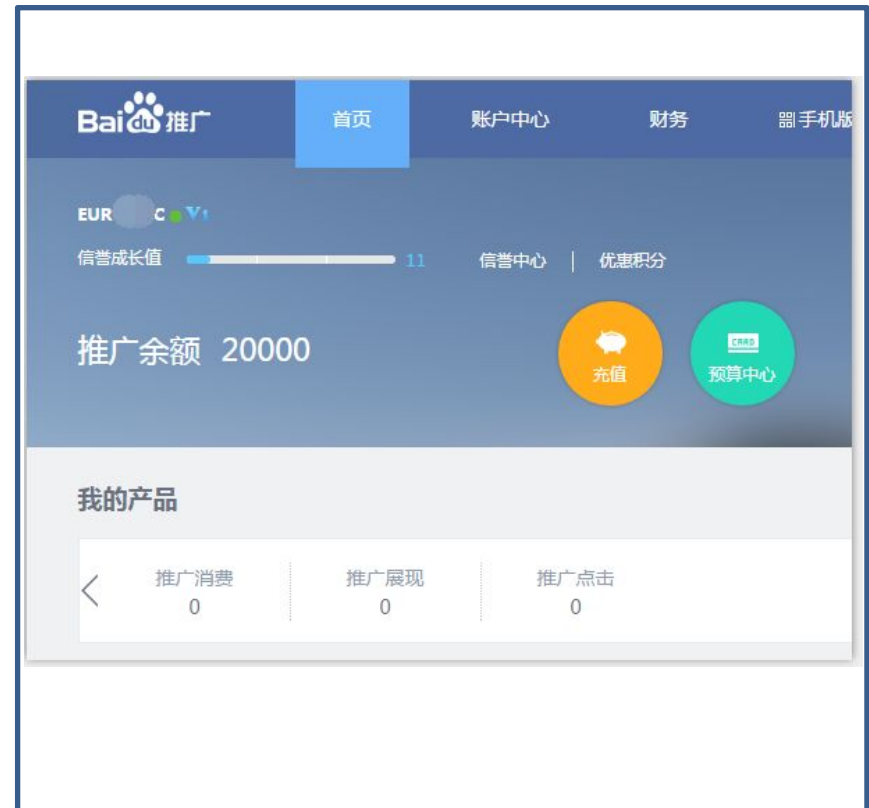 Baidu推广 首页 账户中心 财务 手机版
EUR C V1
信誉成长值 11 信誉中心 | 优惠积分
推广余额 20000
充值
CARD
预算中心
我的产品
推广消费 推广展现 推广点击
0 0 0